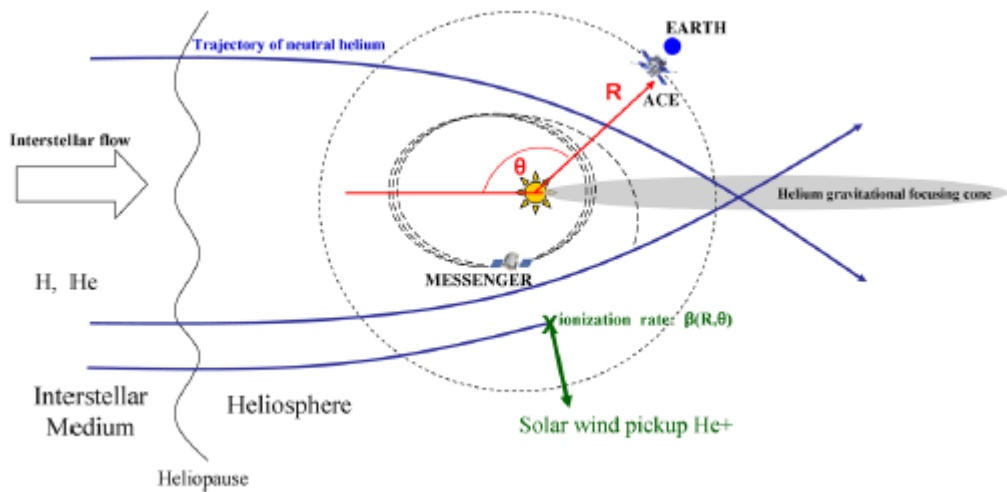 EARTH
Trajectory of neutral helium
R
ACE
Interstellar flow
θ
Helium gravitational focusing cone
MESSENGER
H, He
X ionization rate: β(R,θ)
Interstellar
Medium
Heliosphere
Solar wind pickup He+
Heliopause